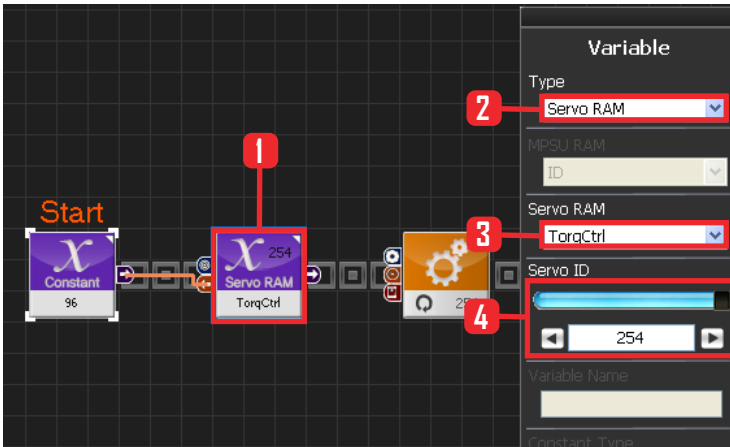 Variable
Type
2
Servo RAM
MPSU RAM
ID
1
Start
X
Constant
96
X 254
Servo RAM
TorqCtrl
Servo RAM
3
TorqCtrl
Servo ID
4
254
Variable Name
Constant Type